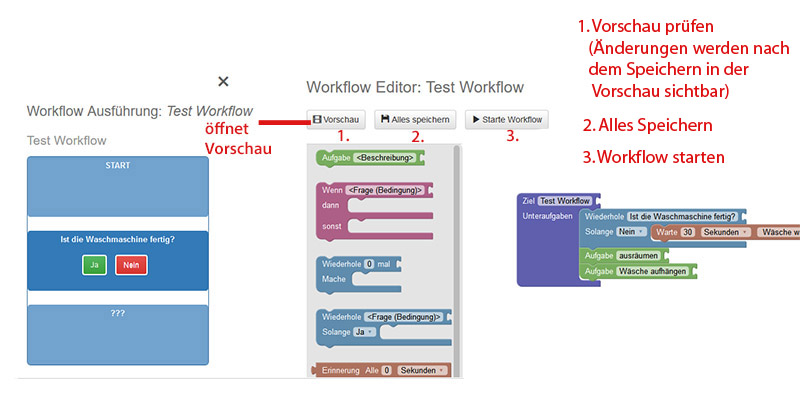 1. Vorschau prüfen
(Änderungen werden nach
dem Speichern in der
Vorschau sichtbar)
2. Alles Speichern
3. Workflow starten
×
Workflow Ausführung: Test Workflow
öffnet
Vorschau
Test Workflow
START
Ist die Waschmaschine fertig?
Ja Nein
???
Workflow Editor: Test Workflow
Vorschau Alles speichern Starte Workflow
1. 2. 3.
Aufgabe <Beschreibung>
Wenn <Frage (Bedingung)>
dann
sonst
Wiederhole 0 mal
Mache
Wiederhole <Frage (Bedingung)>
Solange Ja
Erinnerung Alle 0 Sekunden
Ziel Test Workflow
Unteraufgaben Wiederhole Ist die Waschmaschine fertig?
Solange Nein Warte 30 Sekunden Wäsche w
Aufgabe ausräumen
Aufgabe Wäsche aufhängen